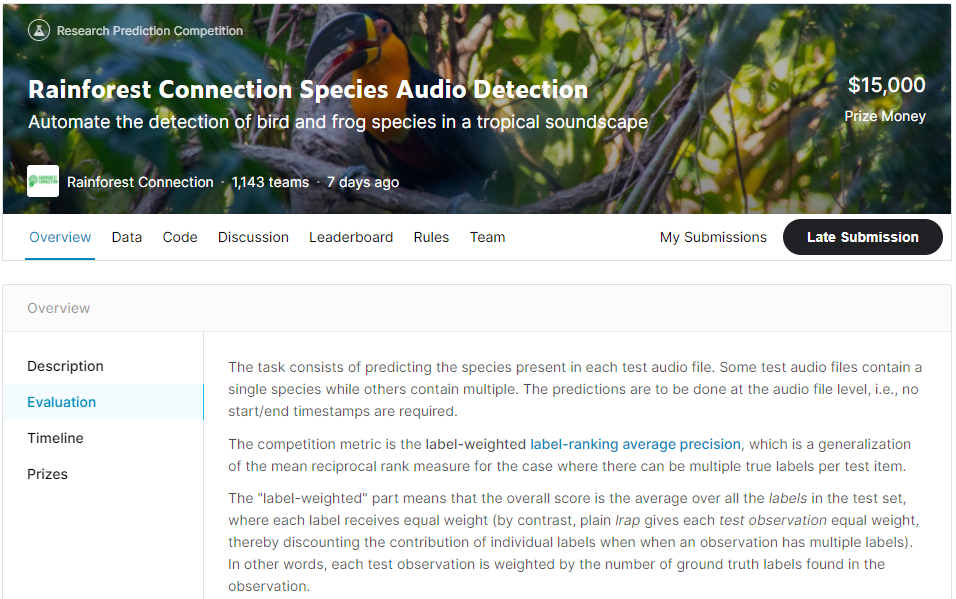 Research Prediction Competition
Rainforest Connection Species Audio Detection
Automate the detection of bird and frog species in a tropical soundscape
$15,000
Prize Money
Rainforest Connection · 1,143 teams · 7 days ago
Overview Data Code Discussion Leaderboard Rules Team My Submissions Late Submission
Overview
Description
Evaluation
Timeline
Prizes
The task consists of predicting the species present in each test audio file. Some test audio files contain a
single species while others contain multiple. The predictions are to be done at the audio file level, i.e., no
start/end timestamps are required.
The competition metric is the label-weighted label-ranking average precision, which is a generalization
of the mean reciprocal rank measure for the case where there can be multiple true labels per test item.
The "label-weighted" part means that the overall score is the average over all the labels in the test set,
where each label receives equal weight (by contrast, plain lrap gives each test observation equal weight,
thereby discounting the contribution of individual labels when when an observation has multiple labels).
In other words, each test observation is weighted by the number of ground truth labels found in the
observation.